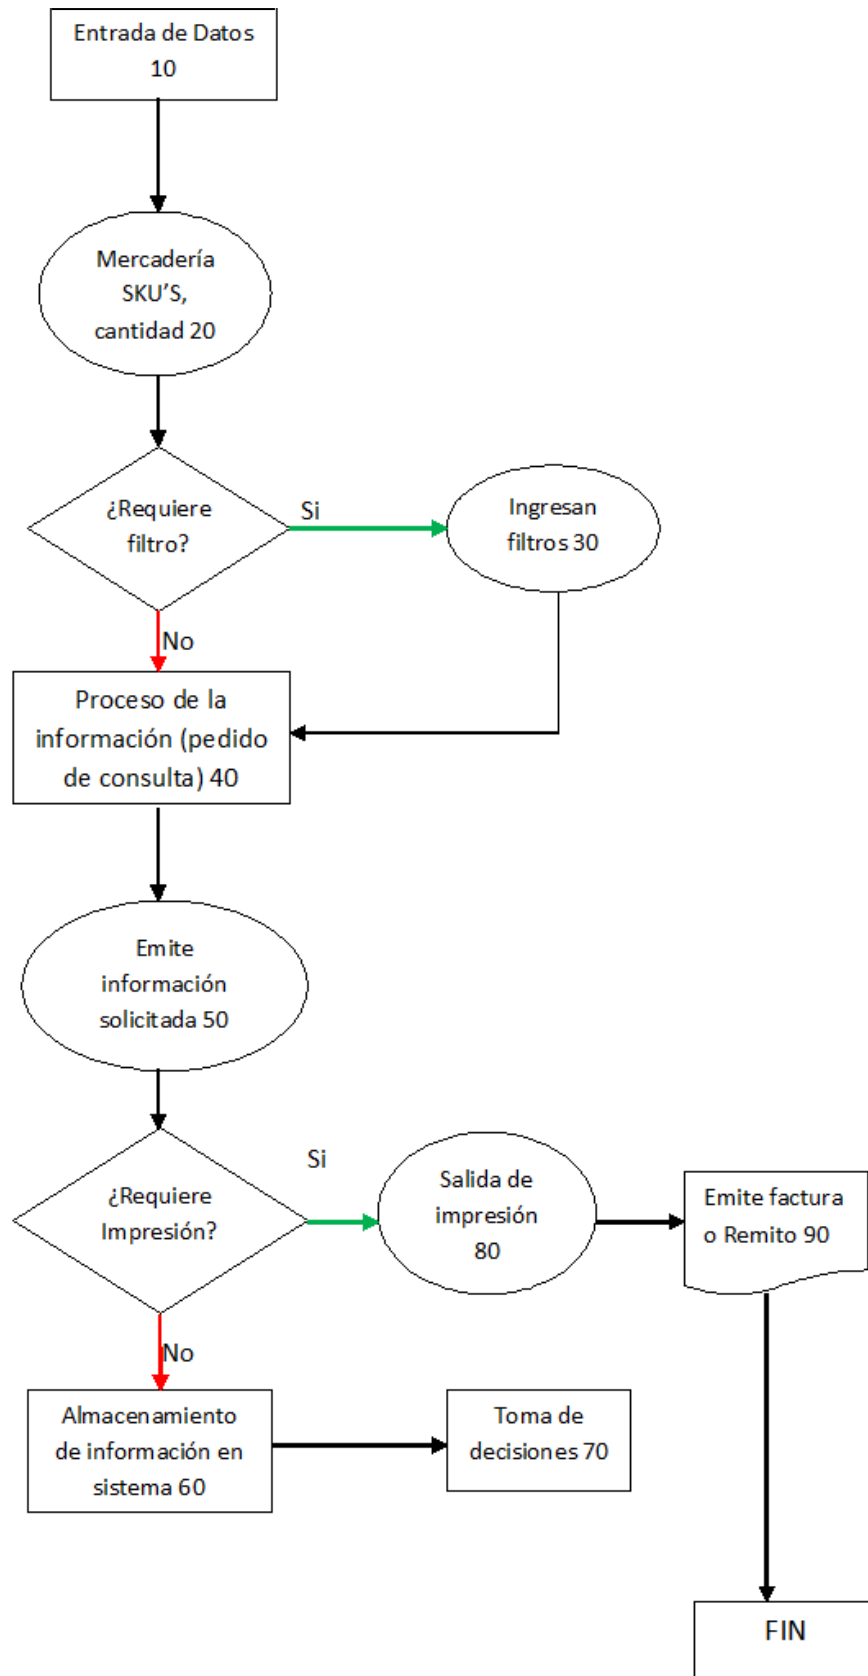 Entrada de Datos
10
Mercadería
SKU’S,
cantidad 20
¿Requiere
filtro?
Si
Ingresan
filtros 30
No
Proceso de la
información (pedido
de consulta) 40
Emite
información
solicitada 50
¿Requiere
Impresión?
Si
Salida de
impresión
80
Emite factura
o Remito 90
No
Almacenamiento
de información en
sistema 60
Toma de
decisiones 70
FIN